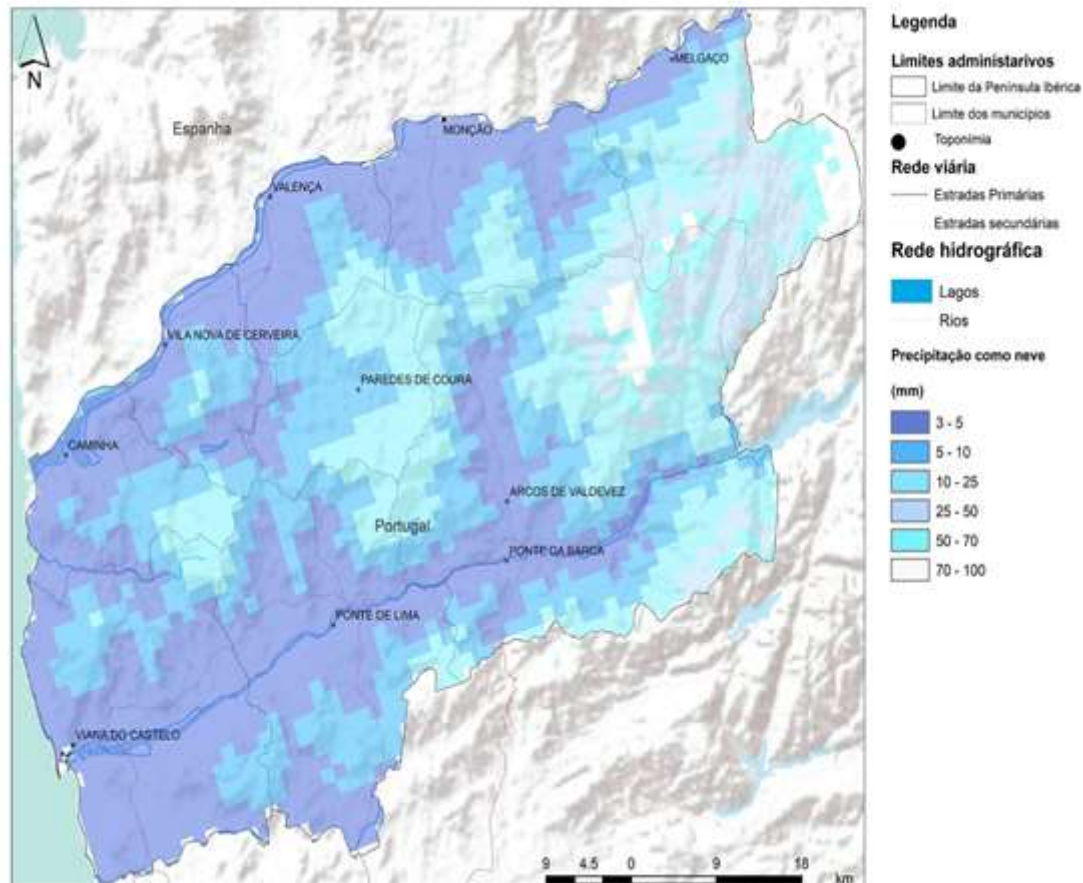 MELGAÇO
MONÇÃO
Espanha
VALENÇA
VILA NOVA DE CERVEIRA
PAREDES DE COURA
CAMINHA
ARCOS DE VALDEVEZ
Portugal
PONTE DA BARCA
PONTE DE LIMA
VIANA DO CASTELO
N
9 4.5 0 9 18
km
Legenda
Limites administarivos
Limite da Península Ibérica
Limite dos municípios
Toponímia
Rede viária
Estradas Primárias
Estradas secundárias
Rede hidrográfica
Lagos
Rios
Precipitação como neve
(mm)
3 - 5
5 - 10
10 - 25
25 - 50
50 - 70
70 - 100